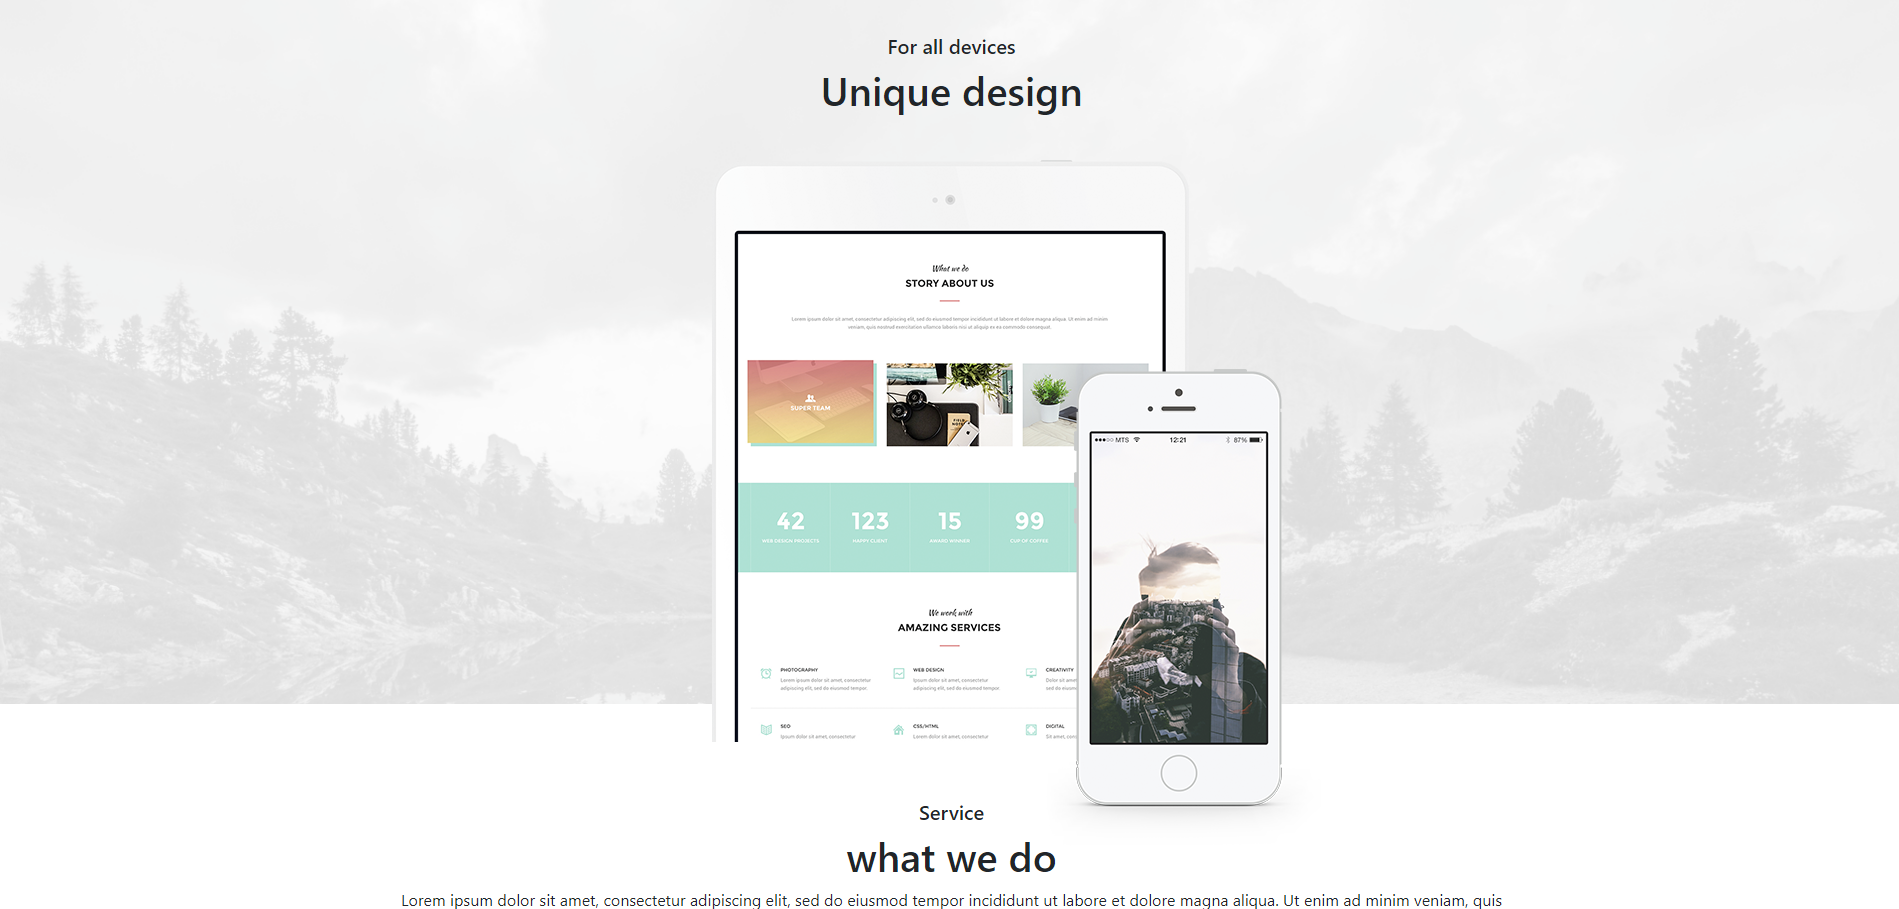 For all devices
Unique design
What we do
STORY ABOUT US
Lorem ipsum dolor sit amet, consectetur adipiscing elit, sed do eiusmod tempor incididunt ut labore et dolore magna aliqua. Ut enim ad minim
veniam, quis nostrud exercitation ullamco laboris nisi ut aliquip ex ea commodo consequat.
SUPER TEAM
FIELD NOTES
MTS 12:21 87%
42 123 15 99
WEB DESIGN PROJECTS HAPPY CLIENT AWARD WINNER CUP OF COFFEE
We work with
AMAZING SERVICES
PHOTOGRAPHY WEB DESIGN CREATIVITY
Lorem ipsum dolor sit amet, consectetur Ipsum dolor sit amet, consectetur Dolor sit amet
adipiscing elit, sed do eiusmod tempor. adipiscing elit, sed do eiusmod tempor. sed do eiusm
SEO CSS/HTML DIGITAL
Ipsum dolor sit amet, consectetur Lorem ipsum dolor sit amet, consectetur Sit amet, cons
Service
what we do
Lorem ipsum dolor sit amet, consectetur adipiscing elit, sed do eiusmod tempor incididunt ut labore et dolore magna aliqua. Ut enim ad minim veniam, quis